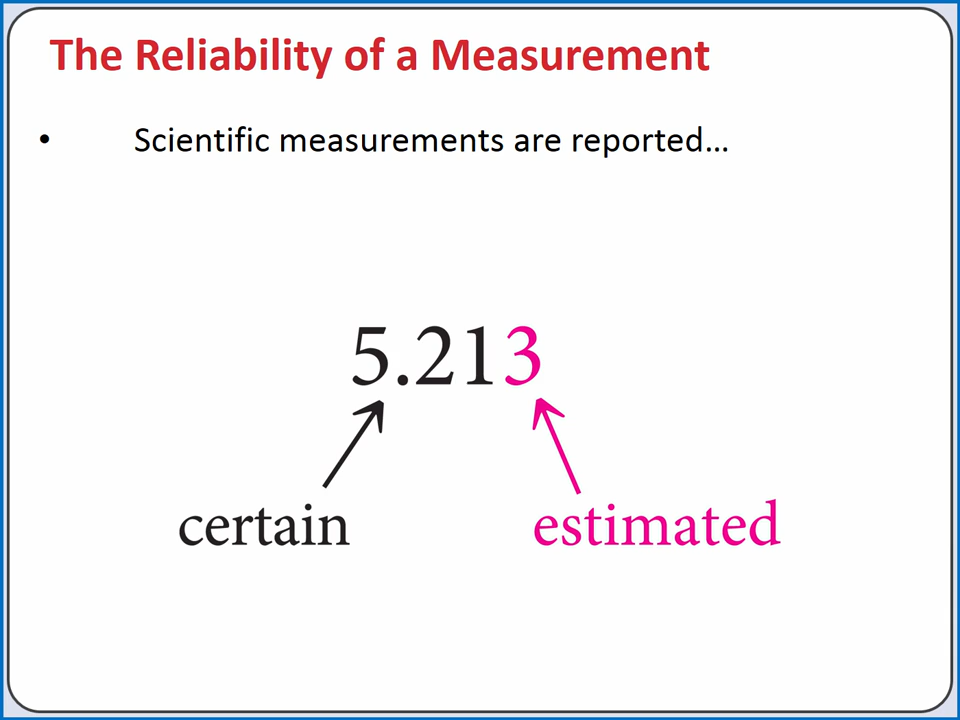 The Reliability of a Measurement
• Scientific measurements are reported…
5.213
certain estimated